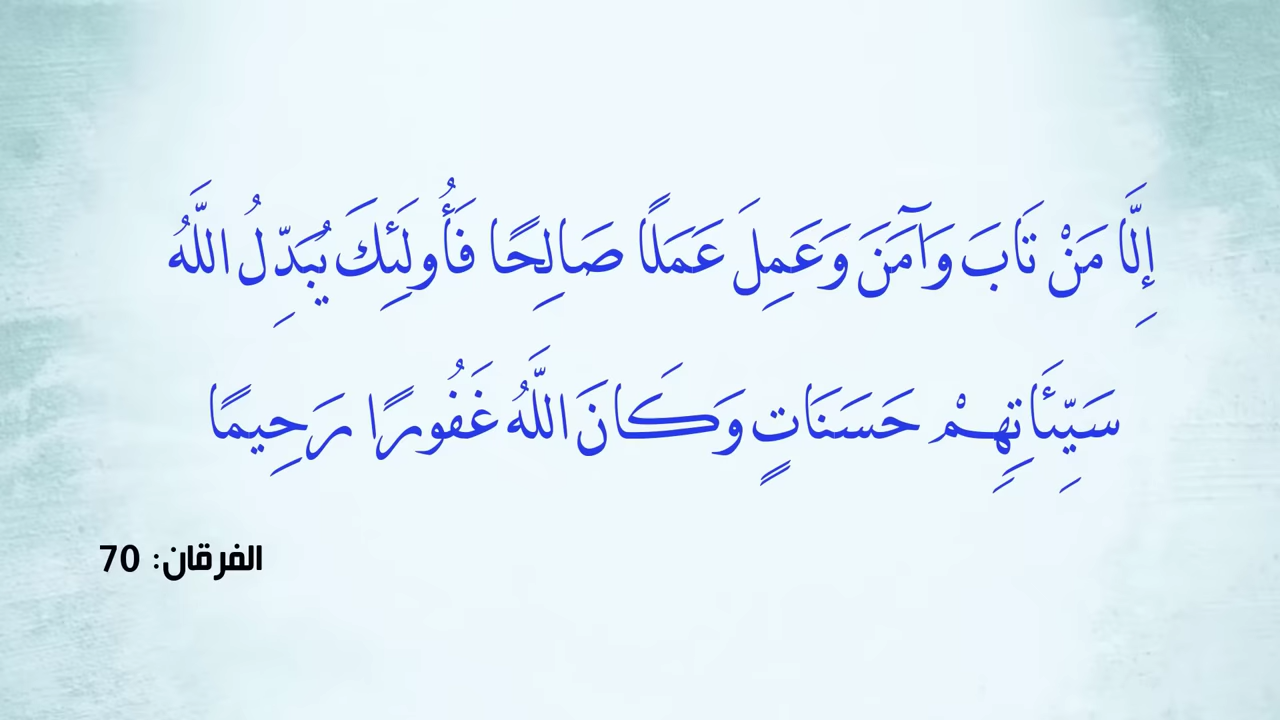 إِلَّا مَنْ تَابَ وَآمَنَ وَعَمِلَ عَمَلًا صَالِحًا فَأُولَئِكَ يُبَدِّلُ اللَّهُ
سَيِّئَاتِهِمْ حَسَنَاتٍ وَكَانَ اللَّهُ غَفُورًا رَحِيمًا
الفرقان: 70